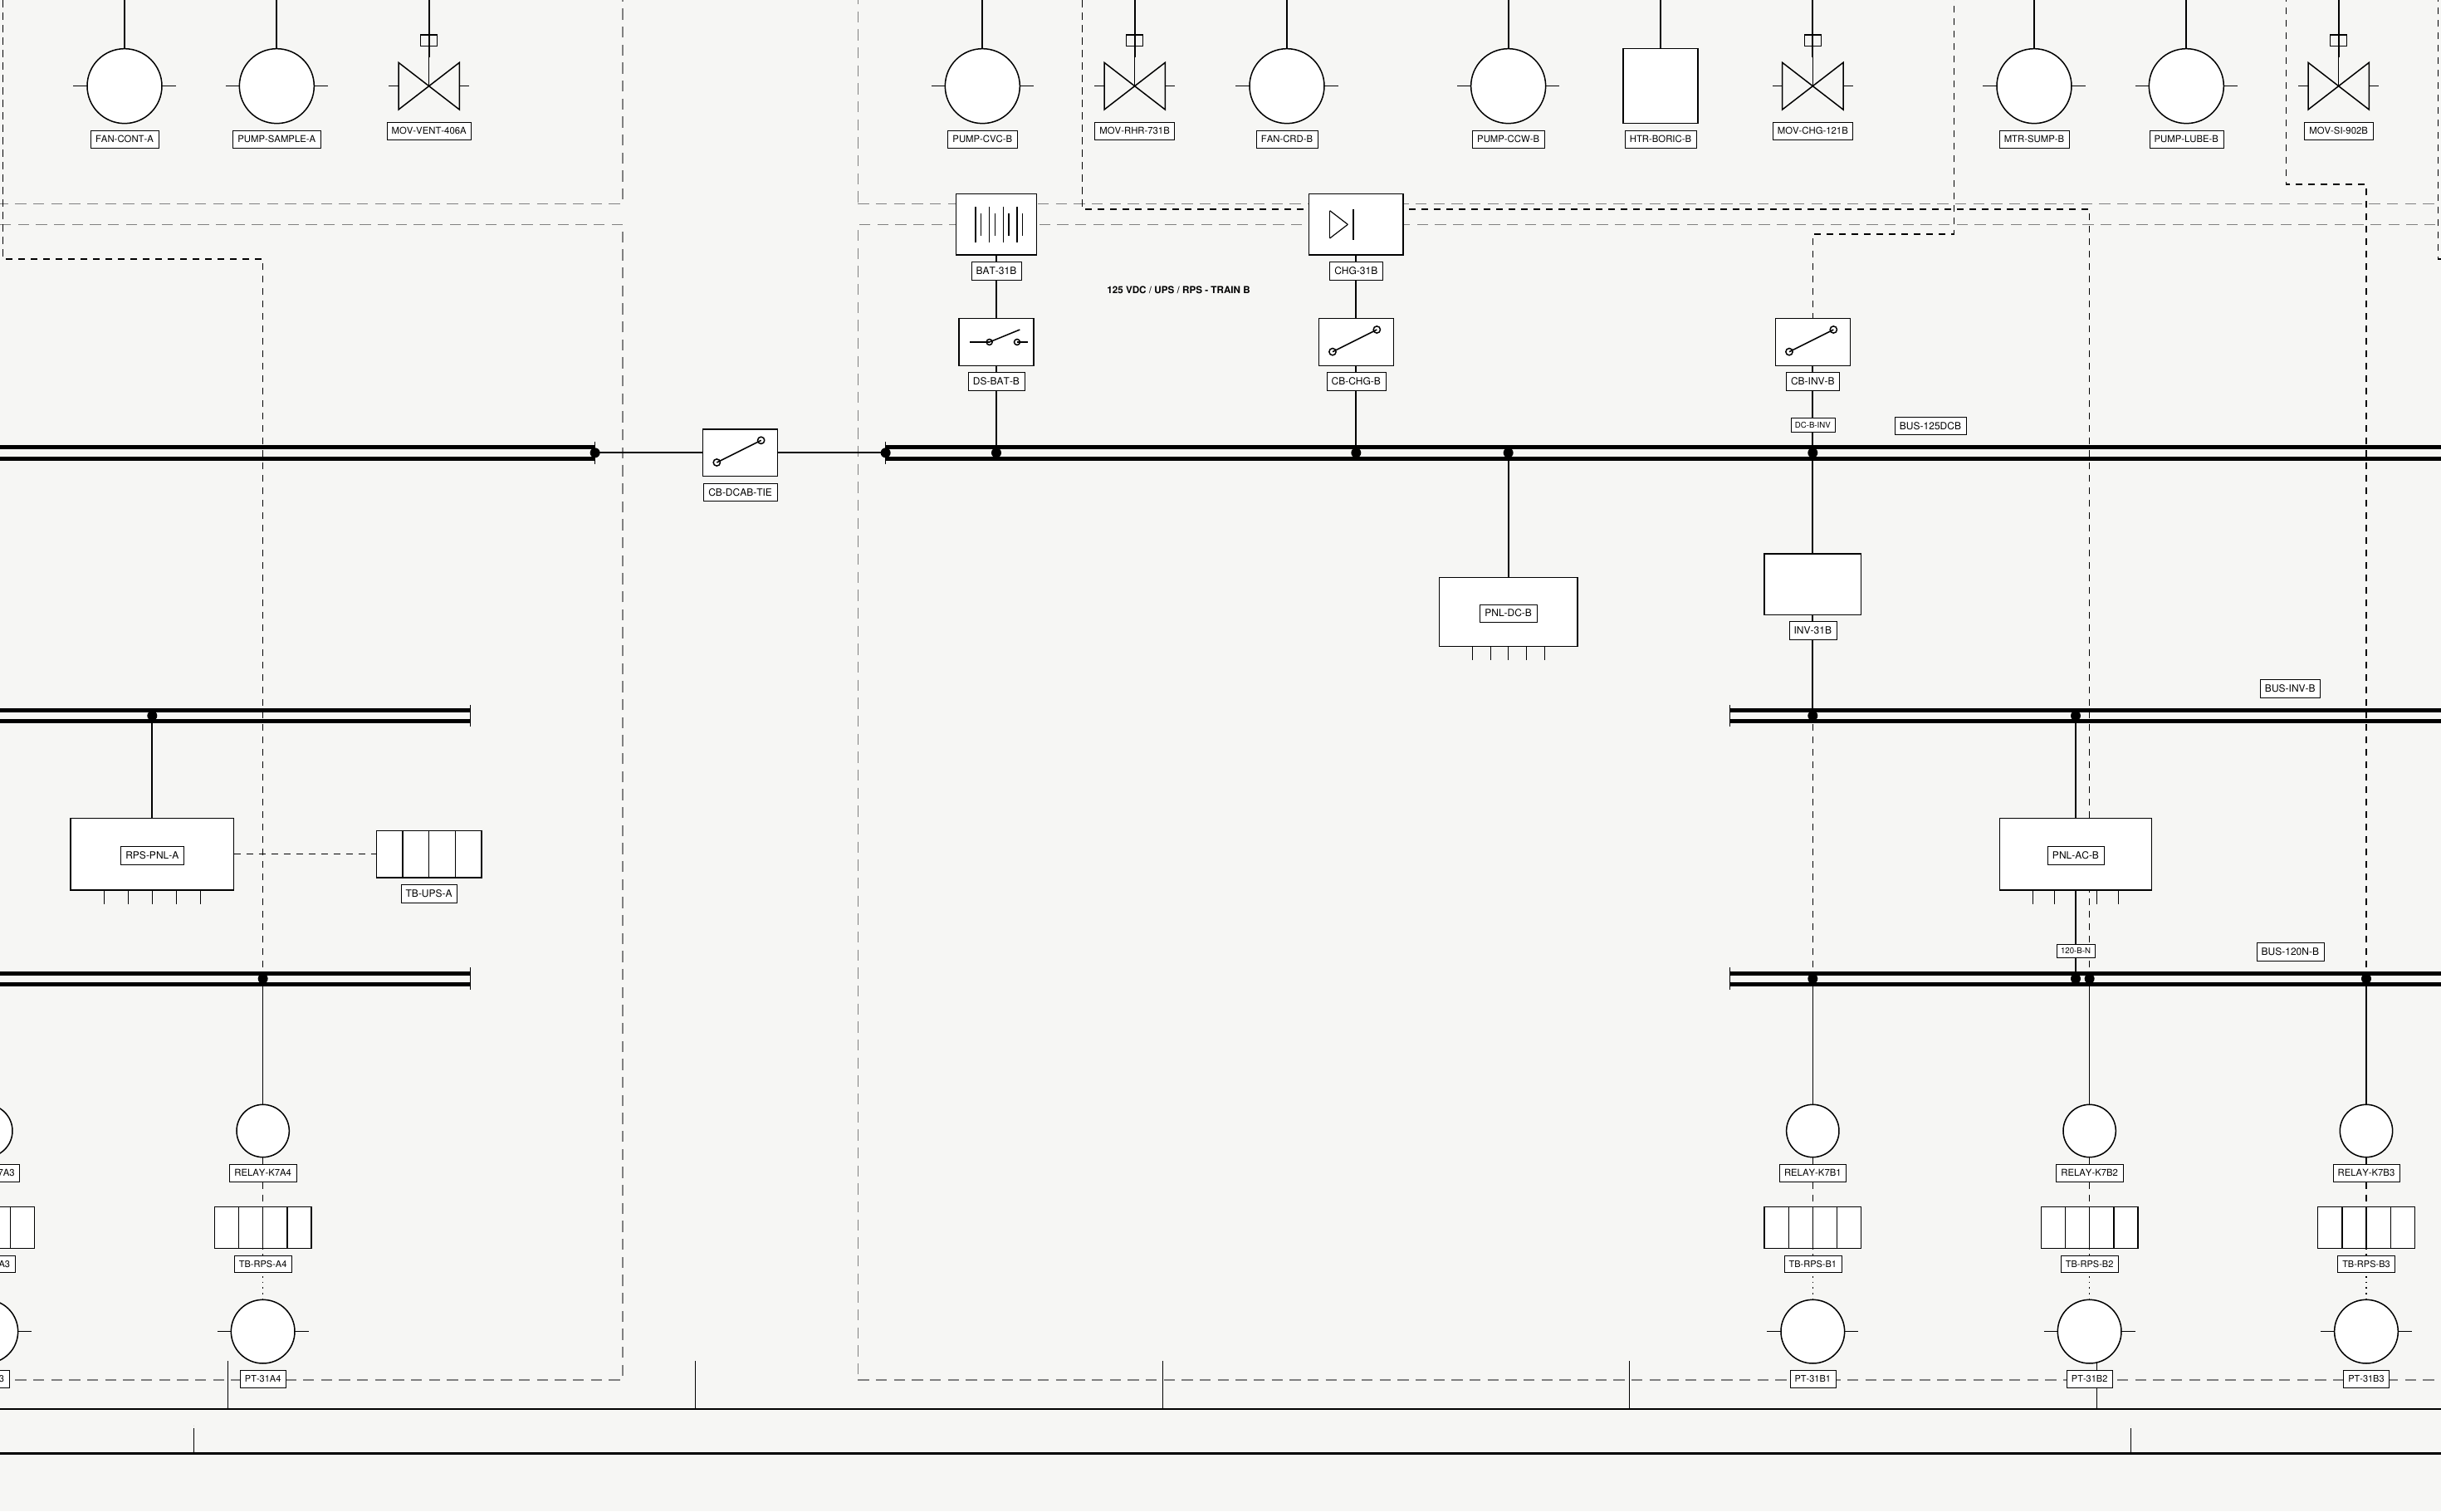 FAN-CONT-A
PUMP-SAMPLE-A
MOV-VENT-406A
PUMP-CVC-B
MOV-RHR-731B
FAN-CRD-B
PUMP-CCW-B
HTR-BORIC-B
MOV-CHG-121B
MTR-SUMP-B
PUMP-LUBE-B
MOV-SI-902B
BAT-31B
CHG-31B
125 VDC / UPS / RPS - TRAIN B
DS-BAT-B
CB-CHG-B
CB-INV-B
DC-B-INV
BUS-125DCB
CB-DCAB-TIE
PNL-DC-B
INV-31B
BUS-INV-B
RPS-PNL-A
PNL-AC-B
TB-UPS-A
120-B-N
BUS-120N-B
7A3
RELAY-K7A4
RELAY-K7B1
RELAY-K7B2
RELAY-K7B3
A3
TB-RPS-A4
TB-RPS-B1
TB-RPS-B2
TB-RPS-B3
3
PT-31A4
PT-31B1
PT-31B2
PT-31B3